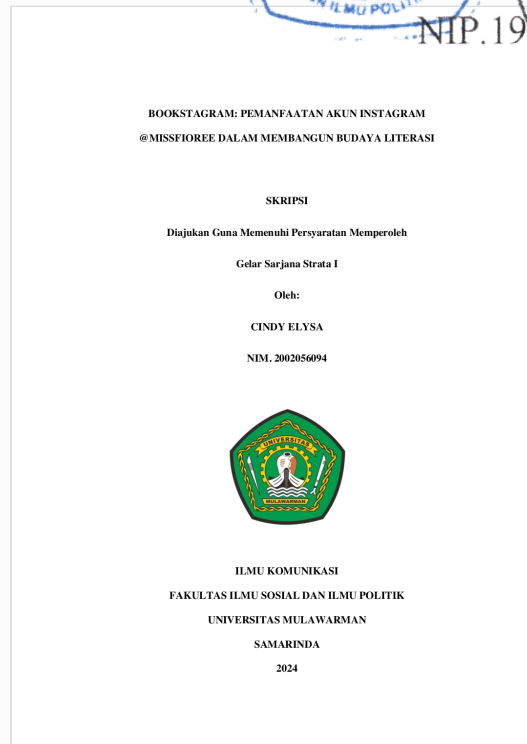 N ILMU POLIT
NIP.19
BOOKSTAGRAM: PEMANFAATAN AKUN INSTAGRAM
@MISSFIOREE DALAM MEMBANGUN BUDAYA LITERASI
SKRIPSI
Diajukan Guna Memenuhi Persyaratan Memperoleh
Gelar Sarjana Strata I
Oleh:
CINDY ELYSA
NIM. 2002056094
UNIVERSITAS
MULAWARMAN
ILMU KOMUNIKASI
FAKULTAS ILMU SOSIAL DAN ILMU POLITIK
UNIVERSITAS MULAWARMAN
SAMARINDA
2024